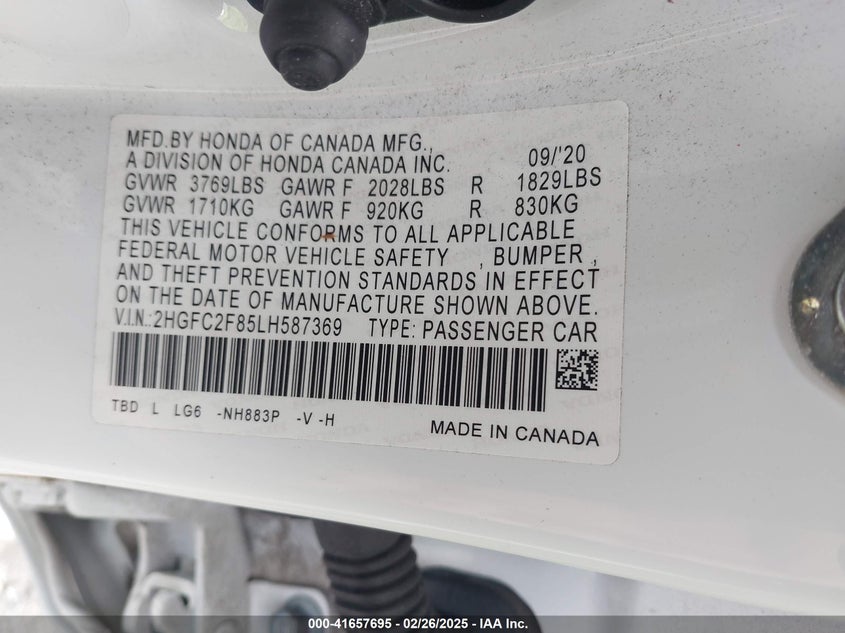 MFD.BY HONDA OF CANADA MFG.,
A DIVISION OF HONDA CANADA INC. 09/'20
GVWR 3769LBS GAWR F 2028LBS R 1829LBS
GVWR 1710KG GAWR F 920KG R 830KG
THIS VEHICLE CONFORMS TO ALL APPLICABLE
FEDERAL MOTOR VEHICLE SAFETY , BUMPER ,
AND THEFT PREVENTION STANDARDS IN EFFECT
ON THE DATE OF MANUFACTURE SHOWN ABOVE.
V.I.N.:2HGFC2F85LH587369 TYPE: PASSENGER CAR
TBD L LG6 -NH883P -V -H
MADE IN CANADA
000-41657695 - 02/26/2025 - IAA Inc.